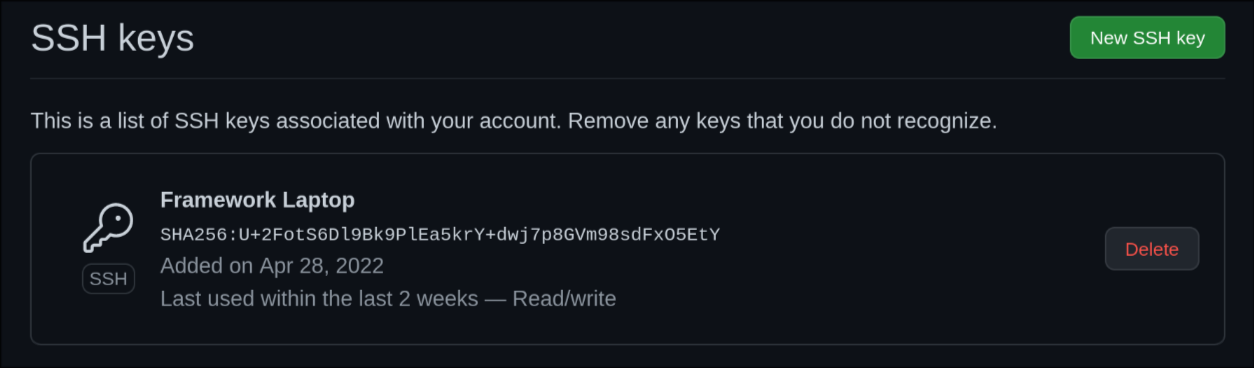 SSH keys
New SSH key
This is a list of SSH keys associated with your account. Remove any keys that you do not recognize.
Framework Laptop
SHA256:U+2FotS6Dl9Bk9PlEa5krY+dwj7p8GVm98sdFxO5EtY
Added on Apr 28, 2022
SSH
Delete
Last used within the last 2 weeks — Read/write